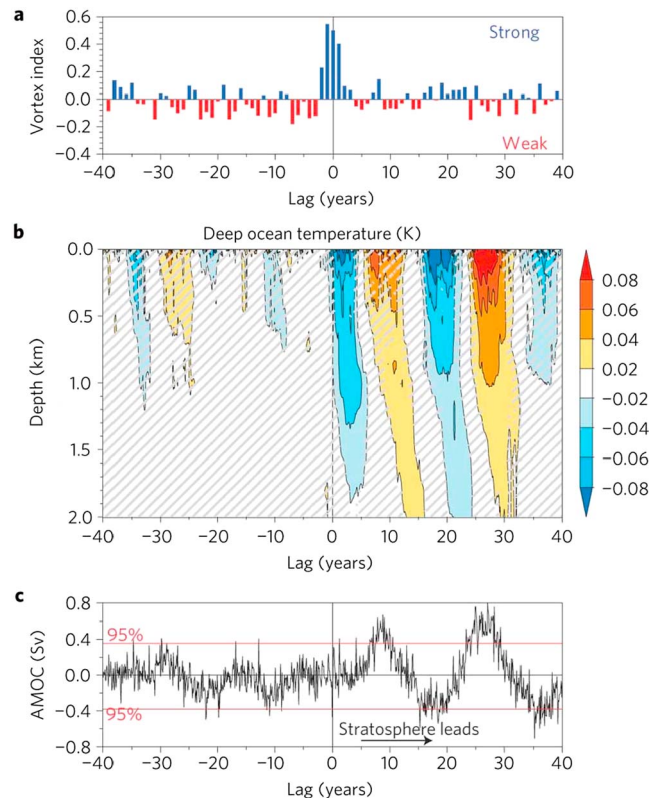 a
0.6
0.4
0.2
0.0
−0.2
−0.4
Vortex index
Strong
Weak
−40 −30 −20 −10 0 10 20 30 40
Lag (years)
b
Deep ocean temperature (K)
0.0
0.5
1.0
1.5
2.0
Depth (km)
0.08
0.06
0.04
0.02
−0.02
−0.04
−0.06
−0.08
−40 −30 −20 −10 0 10 20 30 40
Lag (years)
c
0.8
0.4
0.0
−0.4
−0.8
AMOC (Sv)
95%
95%
Stratosphere leads
−40 −30 −20 −10 0 10 20 30 40
Lag (years)